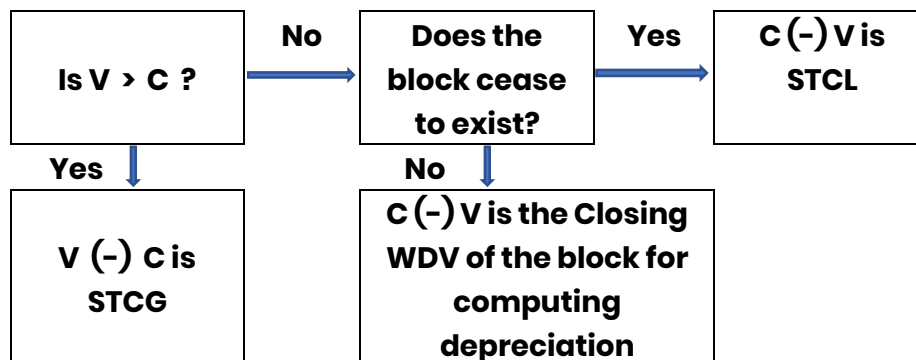 Is V > C ?
No
Does the
block cease
to exist?
Yes
C (-) V is
STCL
Yes
No
V (-) C is
STCG
C (-) V is the Closing
WDV of the block for
computing
depreciation